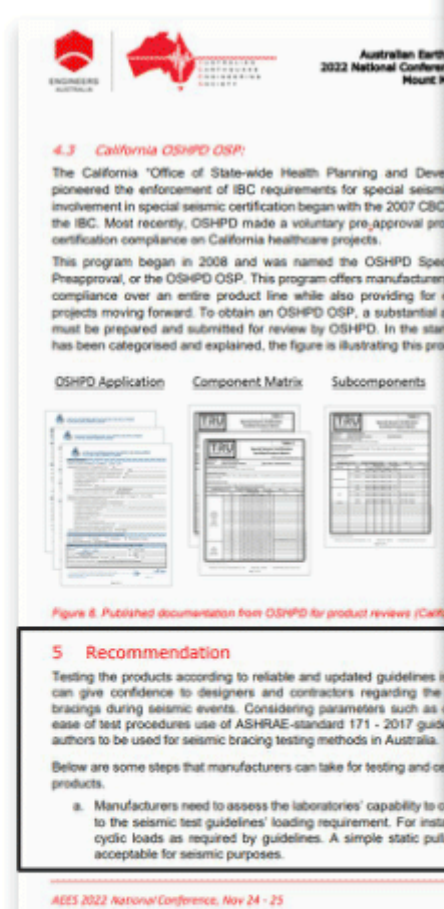 ENGINEERS
AUSTRALIA
AUSTRALIAN
EARTHQUAKE
ENGINEERING
SOCIETY
Australian Earth
2022 National Confere
Mount M
4.3 California OSHPD OSP:
The California "Office of State-wide Health Planning and Deve
pioneered the enforcement of IBC requirements for special seism
involvement in special seismic certification began with the 2007 CBC
the IBC. Most recently, OSHPD made a voluntary pre-approval pro
certification compliance on California healthcare projects.
This program began in 2008 and was named the OSHPD Spec
Preapproval, or the OSHPD OSP. This program offers manufacturer
compliance over an entire product line while also providing for
projects moving forward. To obtain an OSHPD OSP, a substantial a
must be prepared and submitted for review by OSHPD. In the stan
has been categorised and explained, the figure is illustrating this pro
OSHPD Application Component Matrix Subcomponents
TRU TRU
TRU
Figure 6. Published documentation from OSHPD for product reviews (Calif
5 Recommendation
Testing the products according to reliable and updated guidelines i
can give confidence to designers and contractors regarding the
bracings during seismic events. Considering parameters such as
ease of test procedures use of ASHRAE-standard 171 - 2017 guid
authors to be used for seismic bracing testing methods in Australia.
Below are some steps that manufacturers can take for testing and ce
products.
a. Manufacturers need to assess the laboratories' capability to c
to the seismic test guidelines' loading requirement. For insta
cyclic loads as required by guidelines. A simple static pull
acceptable for seismic purposes.
AEES 2022 National Conference, Nov 24 - 25